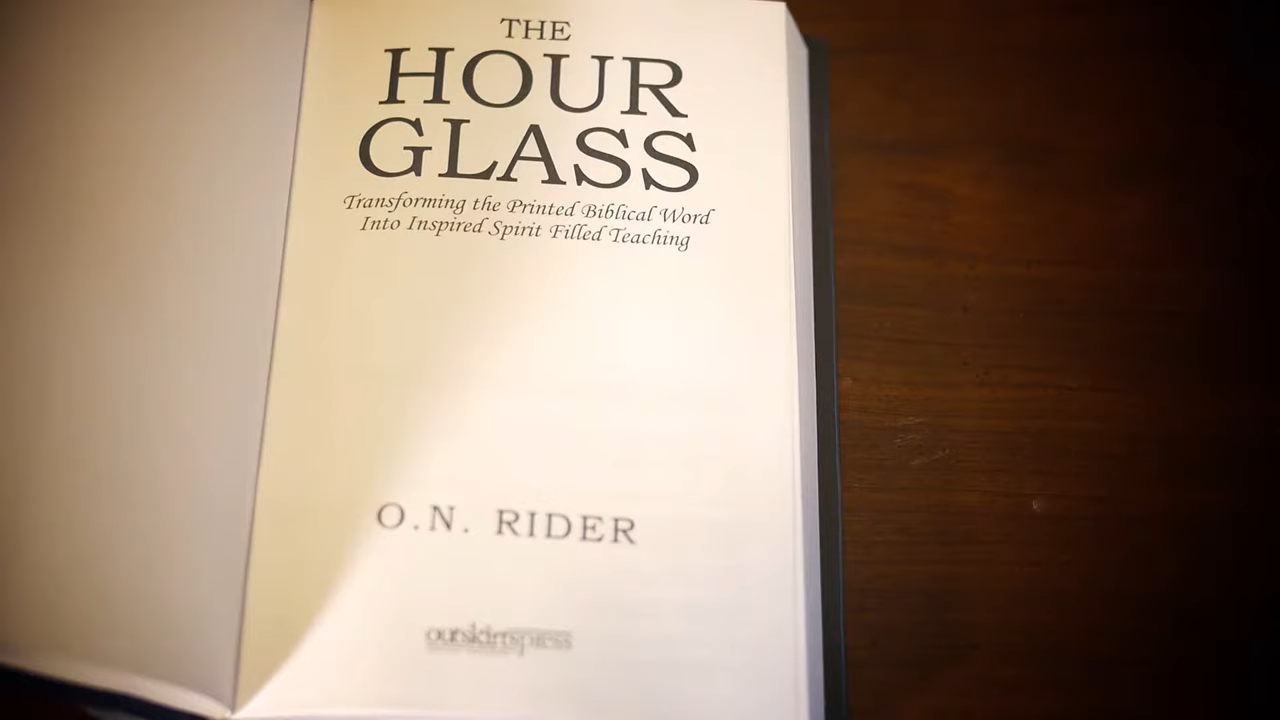 THE
HOUR
GLASS
Transforming the Printed Biblical Word
Into Inspired Spirit Filled Teaching
O.N. RIDER
outskirtspress